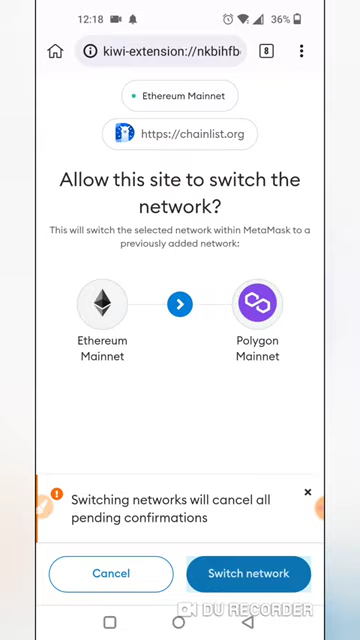 12:18
36%
kiwi-extension://nkbihfb
8
Ethereum Mainnet
https://chainlist.org
Allow this site to switch the
network?
This will switch the selected network within MetaMask to a
previously added network:
Ethereum
Mainnet
Polygon
Mainnet
Switching networks will cancel all
pending confirmations
Cancel
Switch network
DU RECORDER